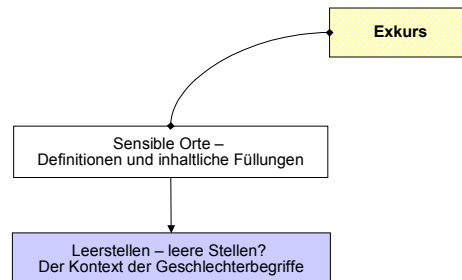 Exkurs
Sensible Orte –
Definitionen und inhaltliche Füllungen
Leerstellen – leere Stellen?
Der Kontext der Geschlechterbegriffe